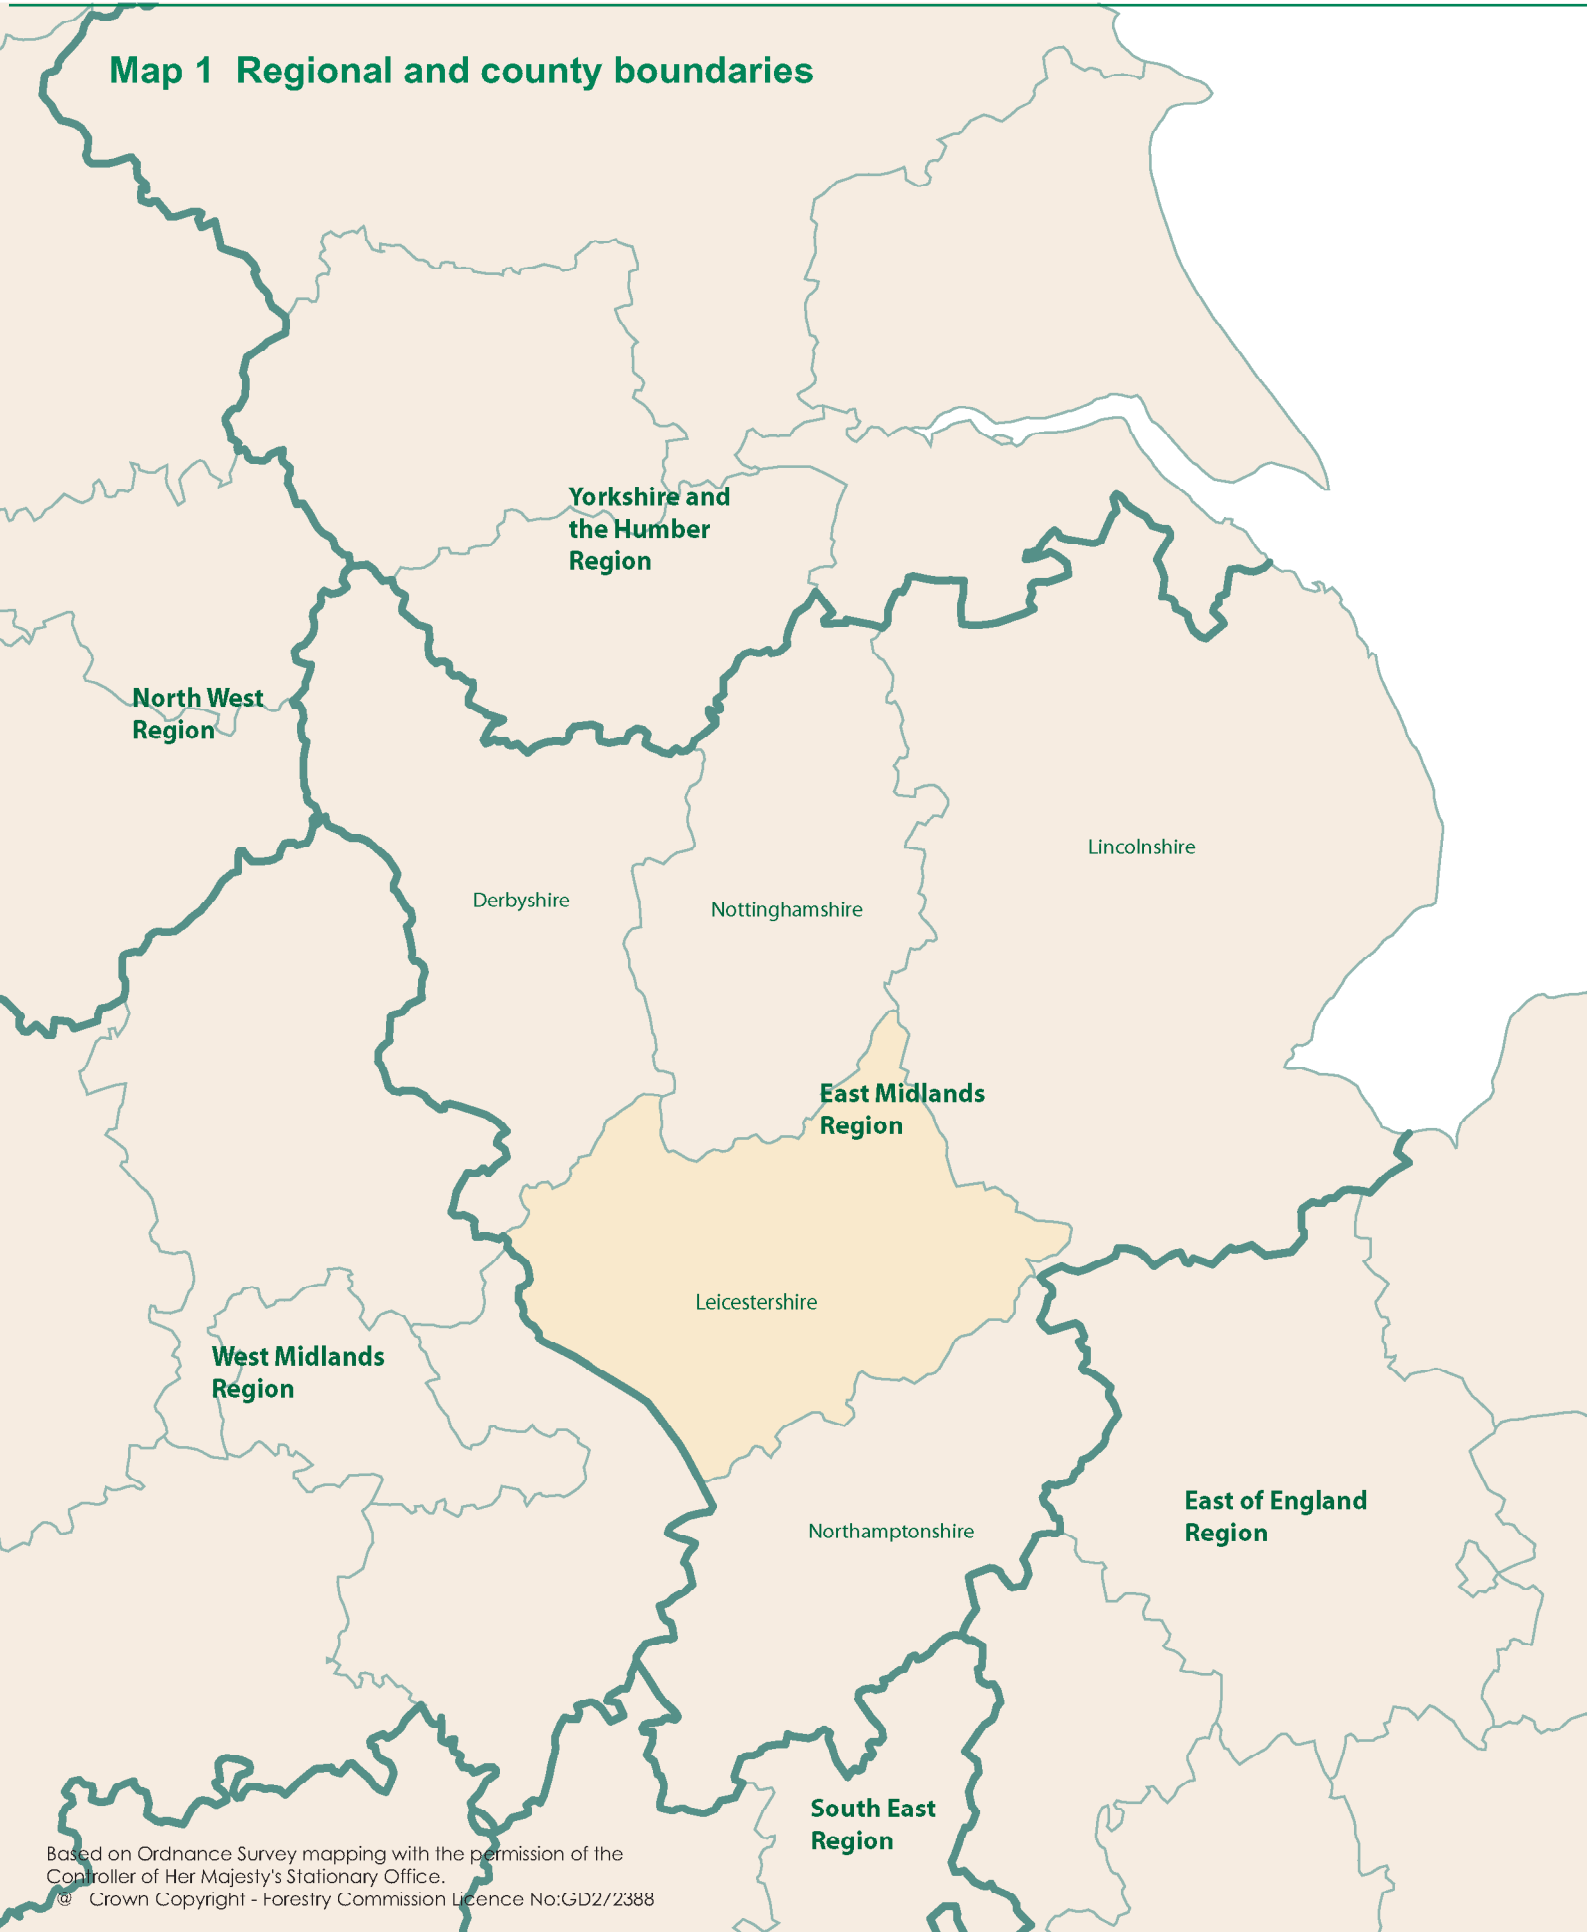 Map 1 Regional and county boundaries
Yorkshire and
the Humber
Region
North West
Region
Lincolnshire
Derbyshire
Nottinghamshire
East Midlands
Region
Leicestershire
West Midlands
Region
East of England
Region
Northamptonshire
South East
Region
Based on Ordnance Survey mapping with the permission of the
Controller of Her Majesty's Stationary Office.
@ Crown Copyright - Forestry Commission Licence No:GD272388